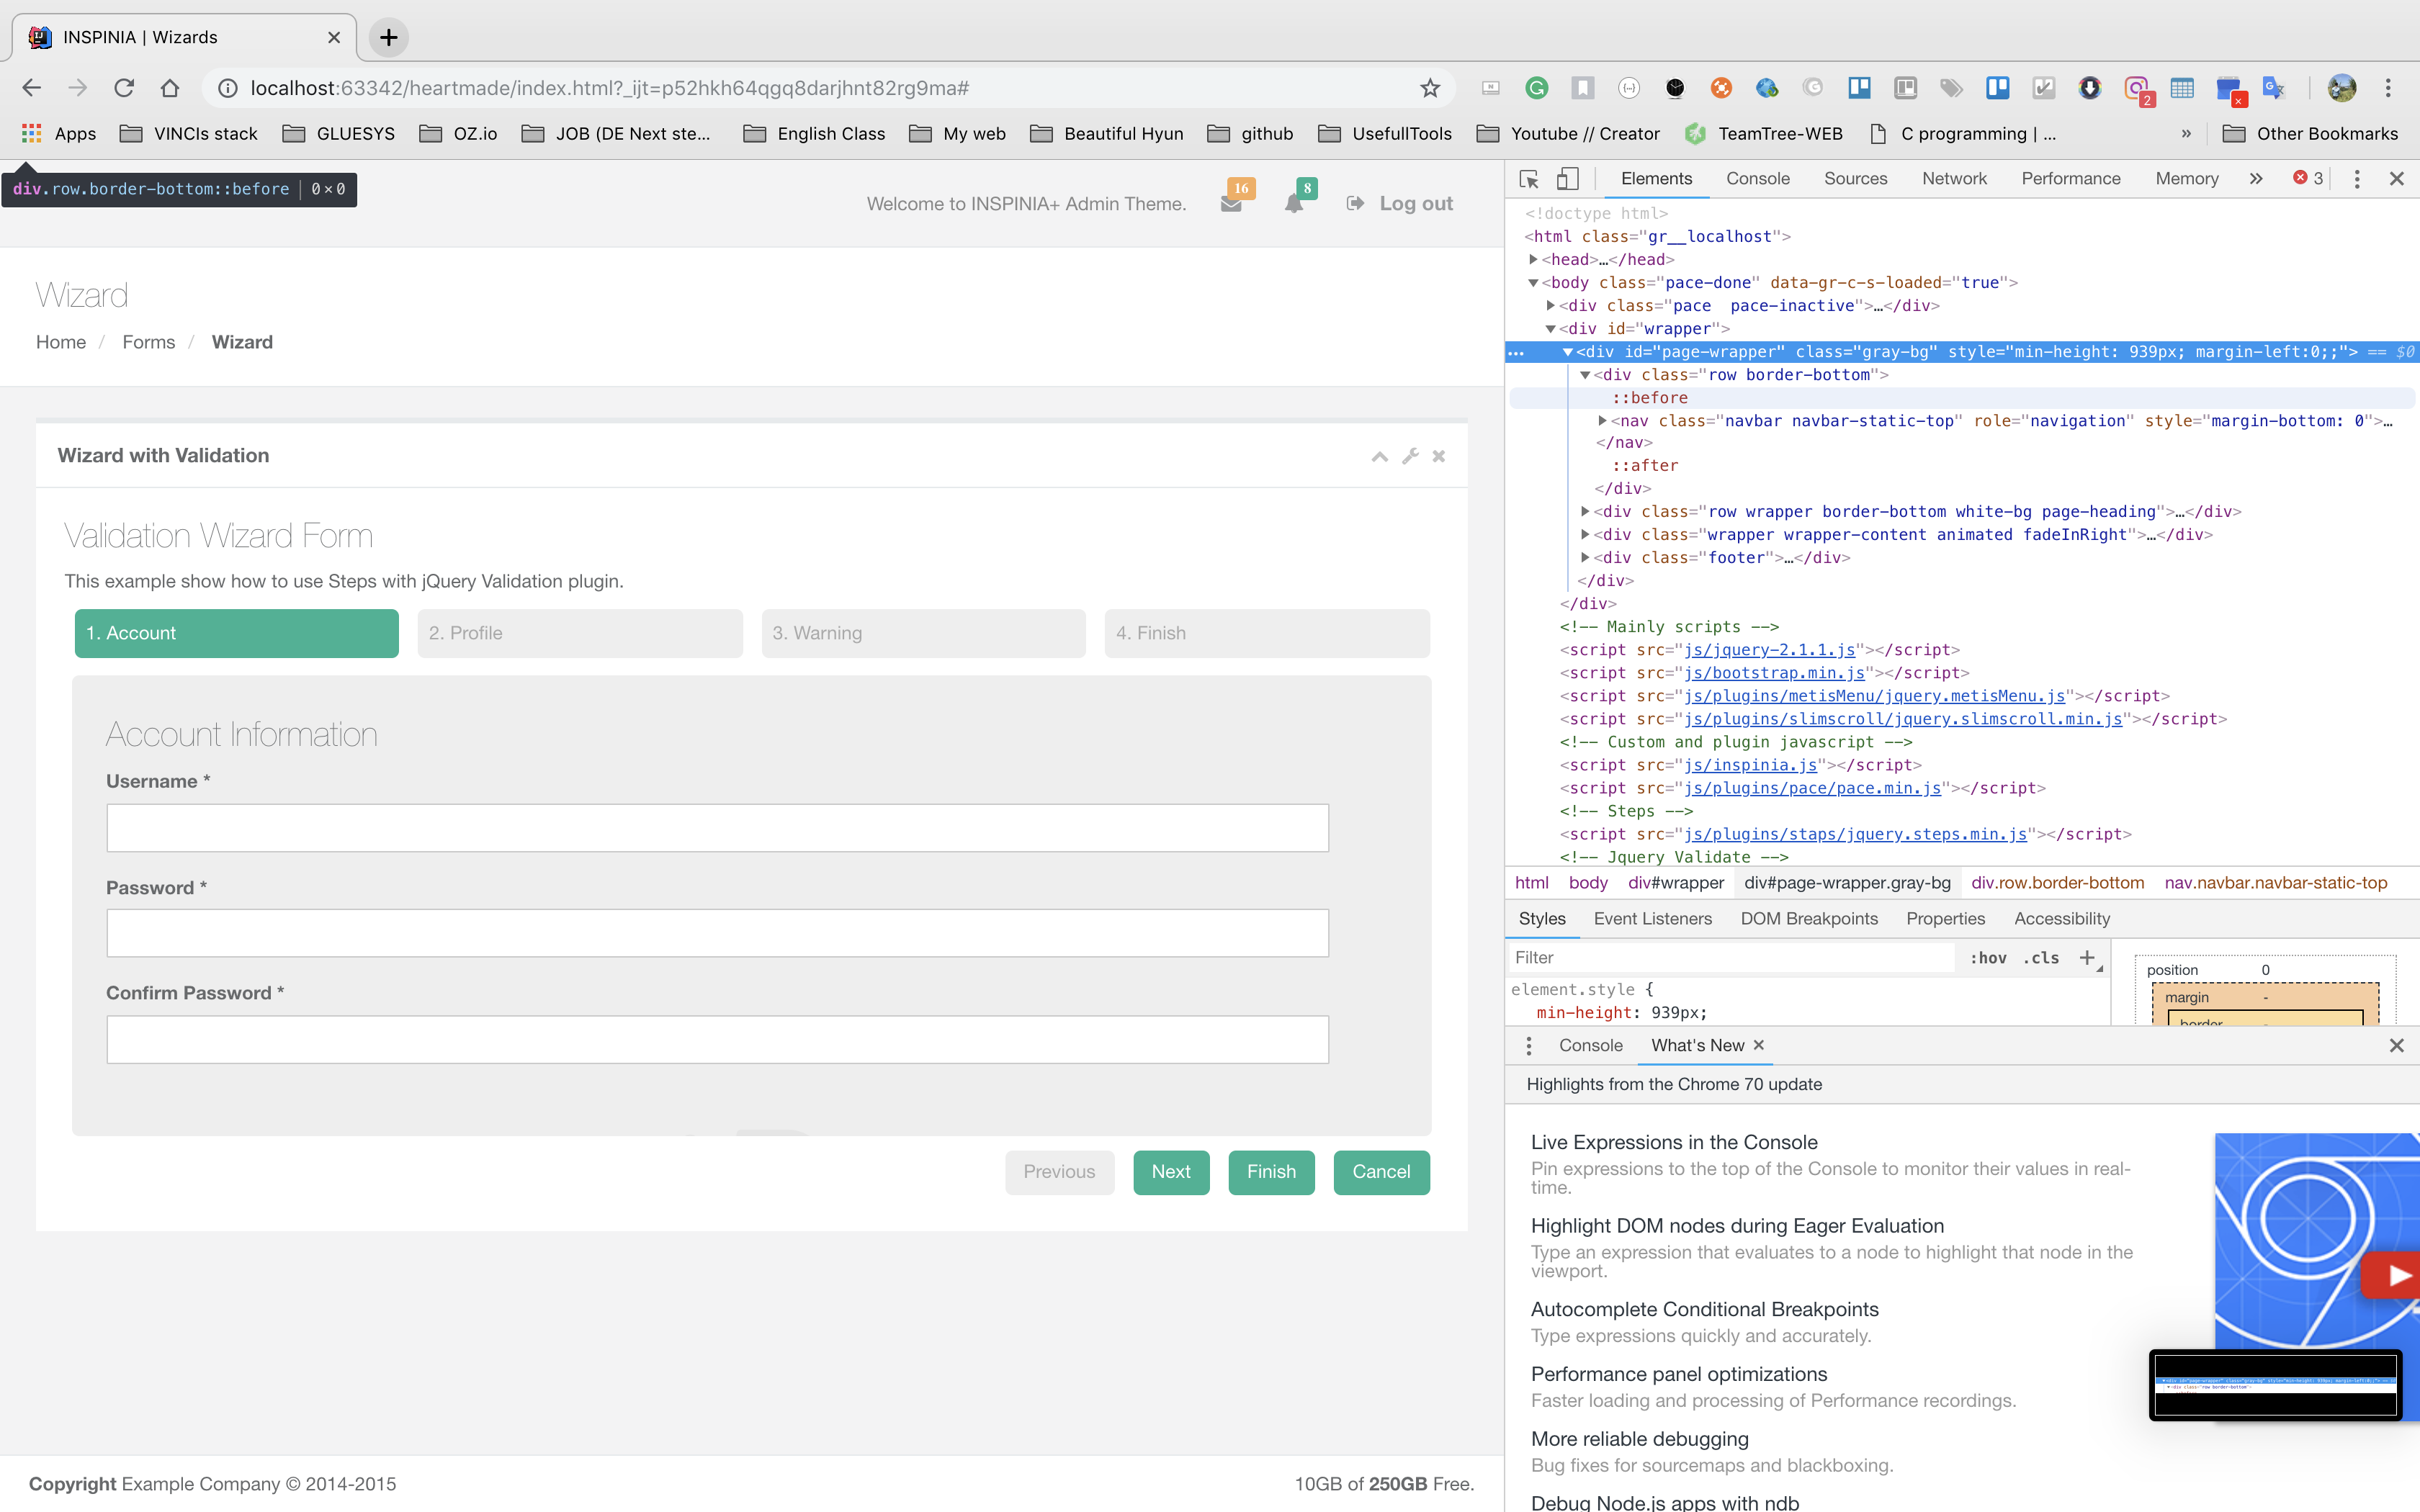 INSPINIA | Wizards
localhost:63342/heartmade/index.html?_ijt=p52hkh64qgq8darjhnt82rg9ma#
2
Apps VINCIs stack GLUESYS OZ.io JOB (DE Next ste... English Class My web Beautiful Hyun github UsefullTools Youtube // Creator TeamTree-WEB C programming | ... » Other Bookmarks
div.row.border-bottom::before | 0×0
Welcome to INSPINIA+ Admin Theme. 16 8 Log out
Wizard
Home / Forms / Wizard
Wizard with Validation
Validation Wizard Form
This example show how to use Steps with jQuery Validation plugin.
1. Account 2. Profile 3. Warning 4. Finish
Account Information
Username *
Password *
Confirm Password *
Previous Next Finish Cancel
Copyright Example Company © 2014-2015
10GB of 250GB Free.
Elements Console Sources Network Performance Memory » 3
<!doctype html>
<html class="gr__localhost">
<head>…</head>
<body class="pace-done" data-gr-c-s-loaded="true">
<div class="pace  pace-inactive">…</div>
<div id="wrapper">
… <div id="page-wrapper" class="gray-bg" style="min-height: 939px; margin-left:0;;"> == $0
<div class="row border-bottom">
::before
<nav class="navbar navbar-static-top" role="navigation" style="margin-bottom: 0">…
</nav>
::after
</div>
<div class="row wrapper border-bottom white-bg page-heading">…</div>
<div class="wrapper wrapper-content animated fadeInRight">…</div>
<div class="footer">…</div>
</div>
</div>
<!-- Mainly scripts -->
<script src="js/jquery-2.1.1.js"></script>
<script src="js/bootstrap.min.js"></script>
<script src="js/plugins/metisMenu/jquery.metisMenu.js"></script>
<script src="js/plugins/slimscroll/jquery.slimscroll.min.js"></script>
<!-- Custom and plugin javascript -->
<script src="js/inspinia.js"></script>
<script src="js/plugins/pace/pace.min.js"></script>
<!-- Steps -->
<script src="js/plugins/staps/jquery.steps.min.js"></script>
<!-- Jquery Validate -->
html body div#wrapper div#page-wrapper.gray-bg div.row.border-bottom nav.navbar.navbar-static-top
Styles Event Listeners DOM Breakpoints Properties Accessibility
Filter :hov .cls +
element.style {
min-height: 939px;
position 0
margin -
border -
Console What's New
Highlights from the Chrome 70 update
Live Expressions in the Console
Pin expressions to the top of the Console to monitor their values in real-
time.
Highlight DOM nodes during Eager Evaluation
Type an expression that evaluates to a node to highlight that node in the
viewport.
Autocomplete Conditional Breakpoints
Type expressions quickly and accurately.
Performance panel optimizations
Faster loading and processing of Performance recordings.
More reliable debugging
Bug fixes for sourcemaps and blackboxing.
Debug Node.js apps with ndb